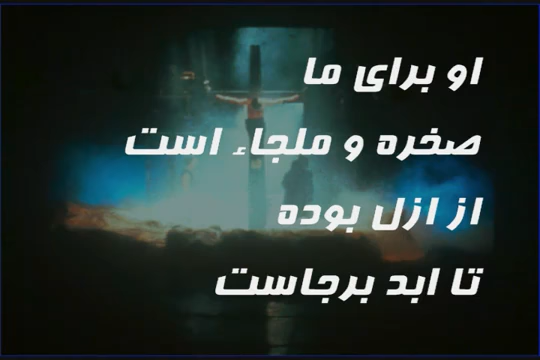 او برای ما
صخره و ملجاء است
از ازل بوده
تا ابد برجاست